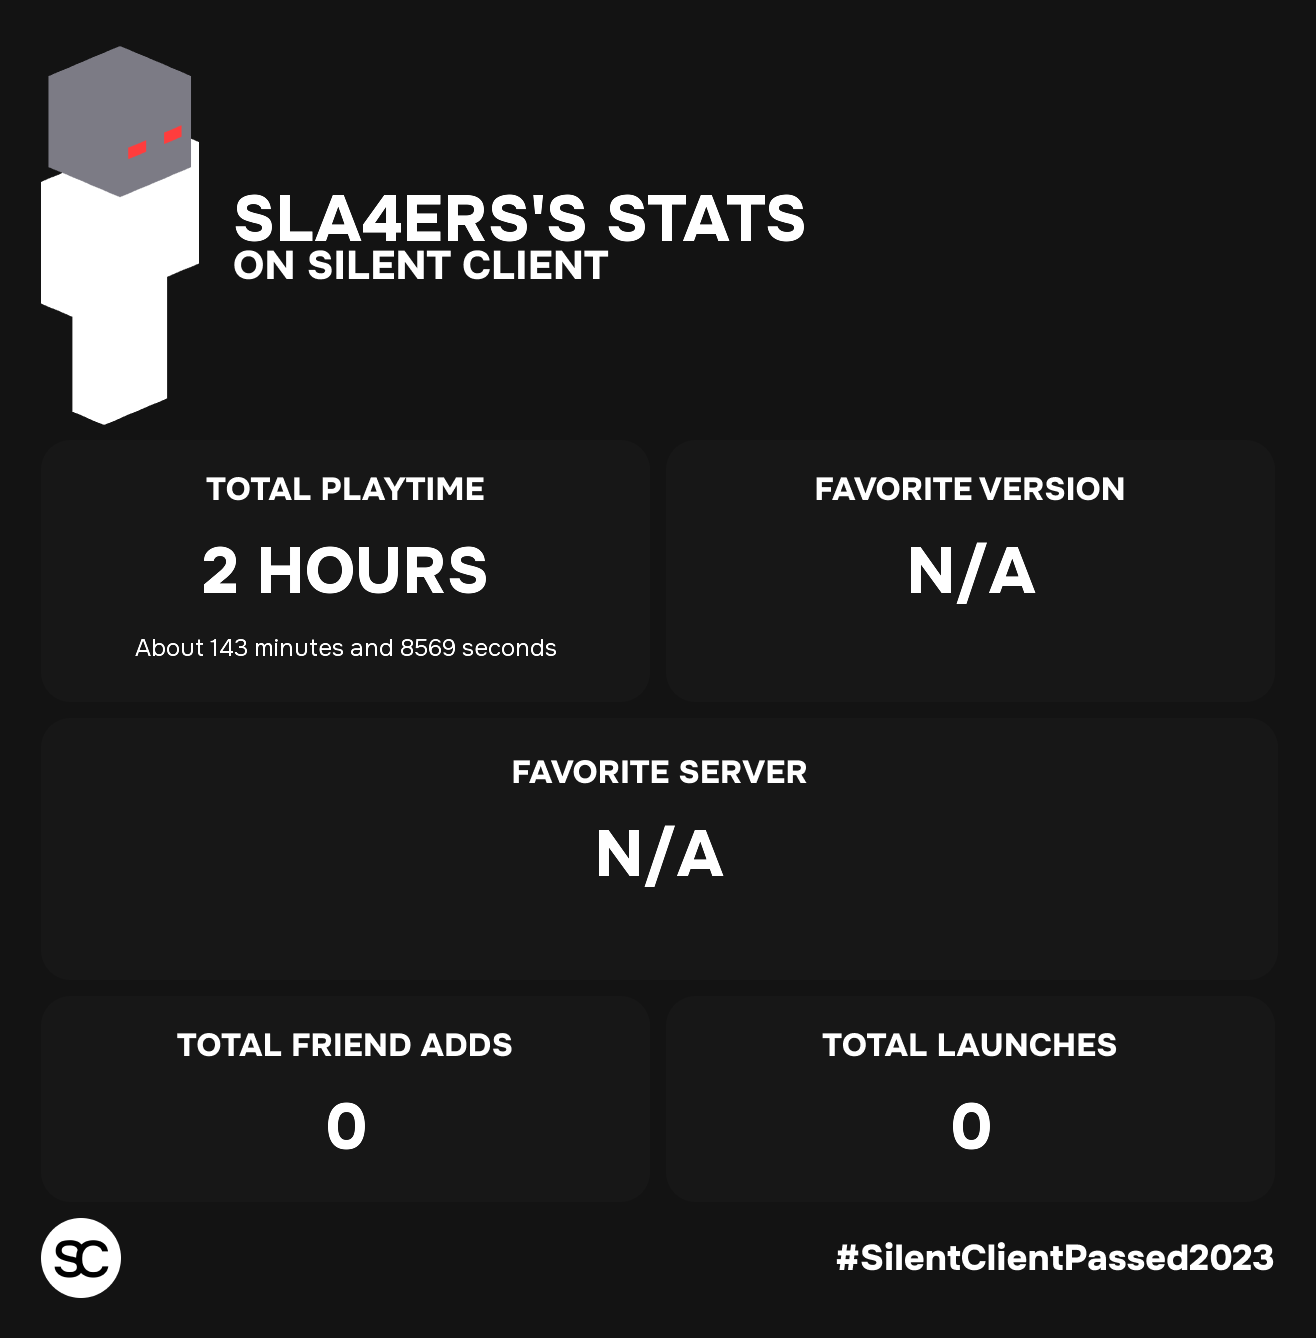 SLA4ERS'S STATS
ON SILENT CLIENT
TOTAL PLAYTIME
2 HOURS
About 143 minutes and 8569 seconds
FAVORITE VERSION
N/A
FAVORITE SERVER
N/A
TOTAL FRIEND ADDS
0
TOTAL LAUNCHES
0
SC
#SilentClientPassed2023